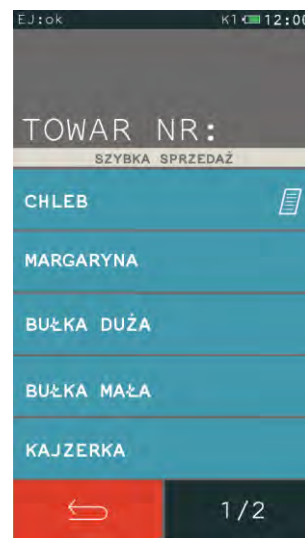 EJ:ok K1 12:00
TOWAR NR:
SZYBKA SPRZEDAŻ
CHLEB
MARGARYNA
BUŁKA DUŻA
BUŁKA MAŁA
KAJZERKA
1/2